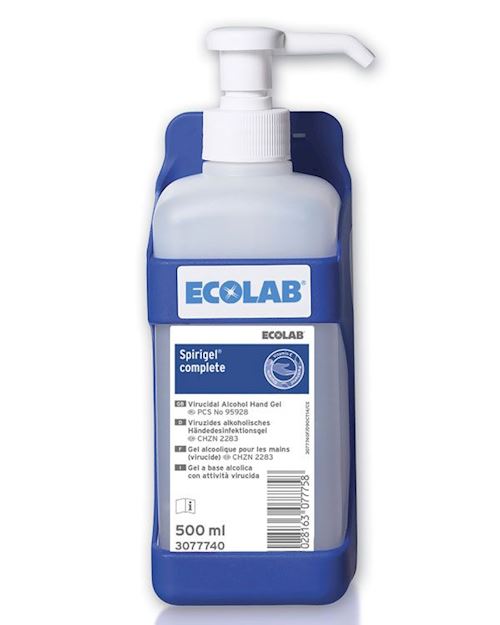 ECOLAB®
ECOLAB®
Spirigel®
complete
GB Virucidal Alcohol Hand Gel
PCS No 95928
D Viruzides alkoholisches
Händedesinfektionsgel
CHZN 2283
F Gel alcoolique pour les mains
(virucide) CHZN 2283
I Gel a base alcolica
con attività virucida
500 ml
3077740
028163 077758